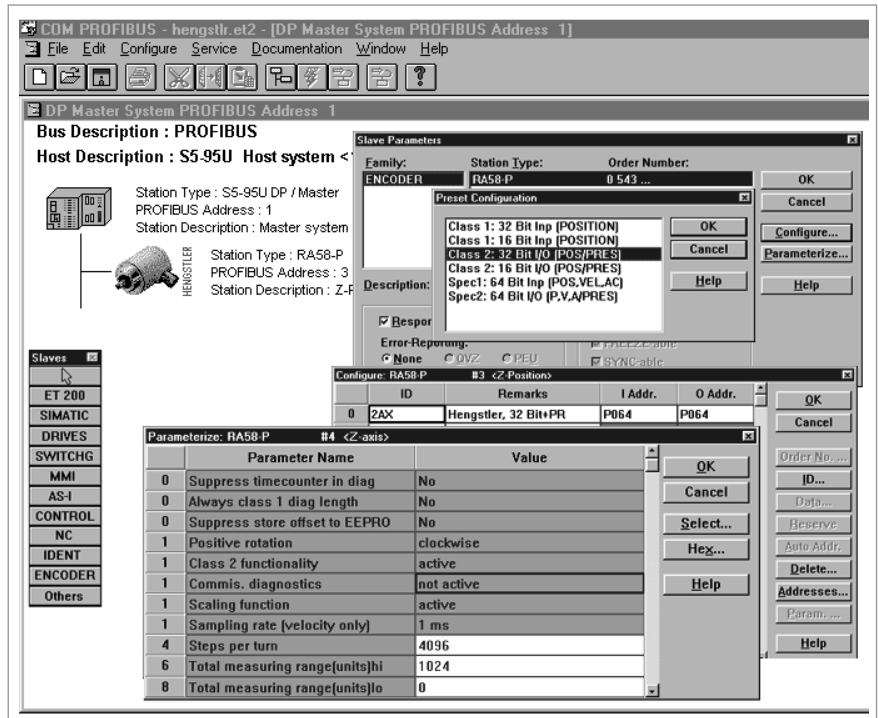 COM PROFIBUS - hengstlr.et2 - [DP Master System PROFIBUS Address 1]
File Edit Configure Service Documentation Window Help
DP Master System PROFIBUS Address 1
Bus Description : PROFIBUS
Host Description : S5-95U Host system <
Station Type : S5-95U DP / Master
PROFIBUS Address : 1
Station Description : Master system
HENGSTLER
Station Type : RA58-P
PROFIBUS Address : 3
Station Description : Z-P
Slave Parameters
Family: Station Type: Order Number:
ENCODER RA58-P 0 543 ...
OK
Cancel
Configure...
Parameterize...
Help
Description:
Respor
Error-Reporting:
None QVZ PEU
FREEZE-able
SYNC-able
Preset Configuration
Class 1: 32 Bit Inp (POSITION)
Class 1: 16 Bit Inp (POSITION)
Class 2: 32 Bit I/O (POS/PRES)
Class 2: 16 Bit I/O (POS/PRES)
Spec1: 64 Bit Inp (POS,VEL,AC)
Spec2: 64 Bit I/O (P,V,A/PRES)
OK
Cancel
Help
Slaves
ET 200
SIMATIC
DRIVES
SWITCHG
MMI
AS-I
CONTROL
NC
IDENT
ENCODER
Others
Configure: RA58-P #3 <Z-Position>
ID Remarks I Addr. O Addr.
0 2AX Hengstler, 32 Bit+PR P064 P064
OK
Cancel
Order No. ...
ID...
Data...
Reserve
Auto Addr.
Delete...
Addresses...
Param. ...
Help
Parameterize: RA58-P #4 <Z-axis>
Parameter Name Value
0 Suppress timecounter in diag No
0 Always class 1 diag length No
0 Suppress store offset to EEPRO No
1 Positive rotation clockwise
1 Class 2 functionality active
1 Commis. diagnostics not active
1 Scaling function active
1 Sampling rate (velocity only) 1 ms
4 Steps per turn 4096
6 Total measuring range(units)hi 1024
8 Total measuring range(units)lo 0
OK
Cancel
Select...
Hex...
Help